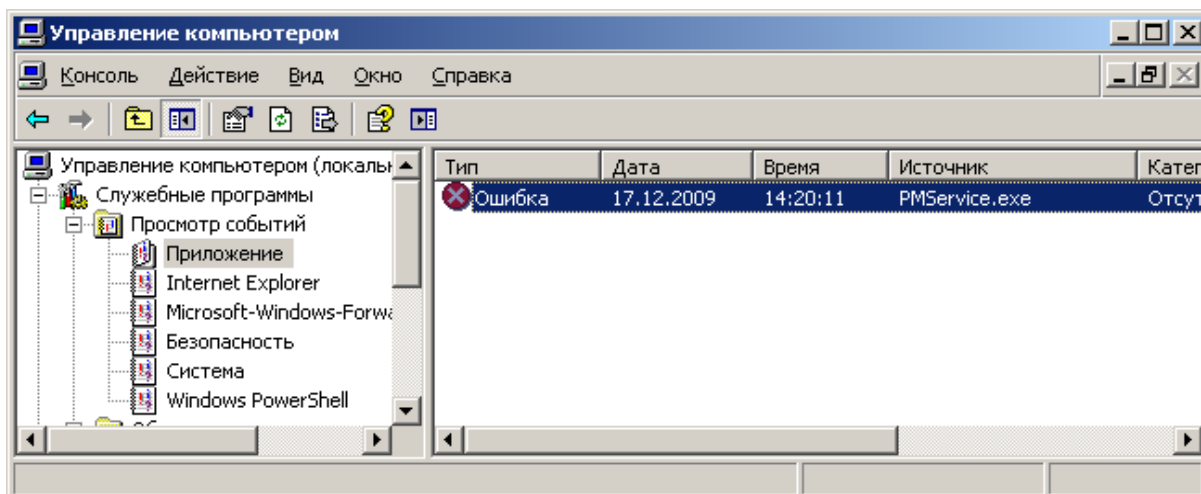 Управление компьютером
Консоль Действие Вид Окно Справка
Управление компьютером (локальн
Служебные программы
Просмотр событий
Приложение
Internet Explorer
Microsoft-Windows-Forwa
Безопасность
Система
Windows PowerShell
Тип Дата Время Источник Катег
Ошибка 17.12.2009 14:20:11 PMService.exe Отсут